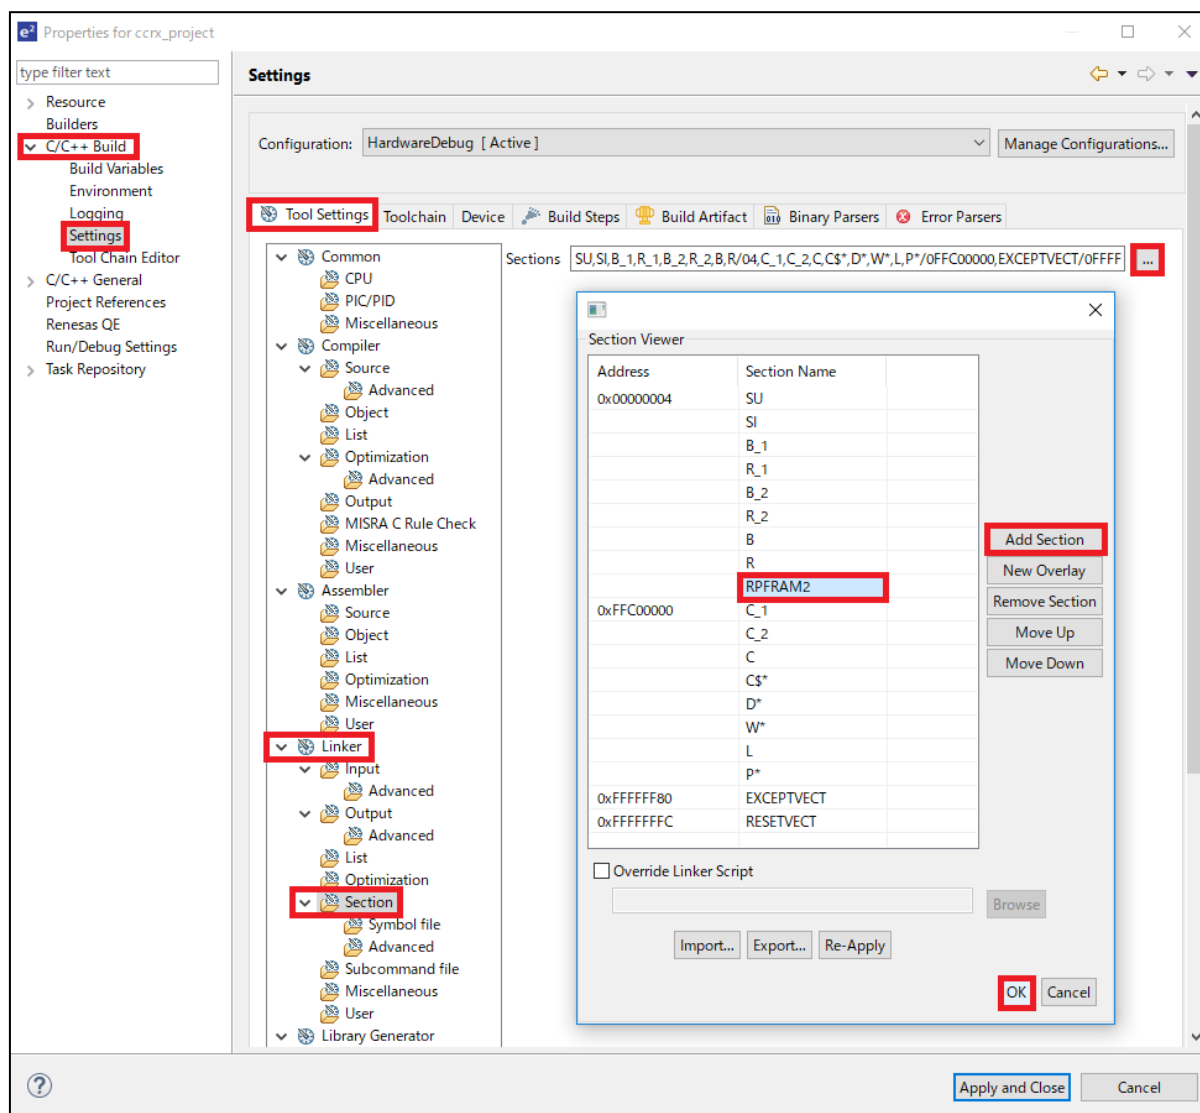 e² Properties for ccrx_project
type filter text
Settings
Resource
Builders
C/C++ Build
Build Variables
Environment
Logging
Settings
Tool Chain Editor
C/C++ General
Project References
Renesas QE
Run/Debug Settings
Task Repository
Configuration: HardwareDebug [ Active ] Manage Configurations...
Tool Settings Toolchain Device Build Steps Build Artifact Binary Parsers Error Parsers
Common
CPU
PIC/PID
Miscellaneous
Compiler
Source
Advanced
Object
List
Optimization
Advanced
Output
MISRA C Rule Check
Miscellaneous
User
Assembler
Source
Object
List
Optimization
Miscellaneous
User
Linker
Input
Advanced
Output
Advanced
List
Optimization
Section
Symbol file
Advanced
Subcommand file
Miscellaneous
User
Library Generator
Sections SU,SI,B_1,R_1,B_2,R_2,B,R/04,C_1,C_2,C,C$*,D*,W*,L,P*/0FFC00000,EXCEPTVECT/0FFFF ...
Section Viewer
Address Section Name
0x00000004 SU
SI
B_1
R_1
B_2
R_2
B
R
RPFRAM2
0xFFC00000 C_1
C_2
C
C$*
D*
W*
L
P*
0xFFFFFF80 EXCEPTVECT
0xFFFFFFFC RESETVECT
Add Section
New Overlay
Remove Section
Move Up
Move Down
Override Linker Script
Browse
Import... Export... Re-Apply
OK Cancel
? Apply and Close Cancel